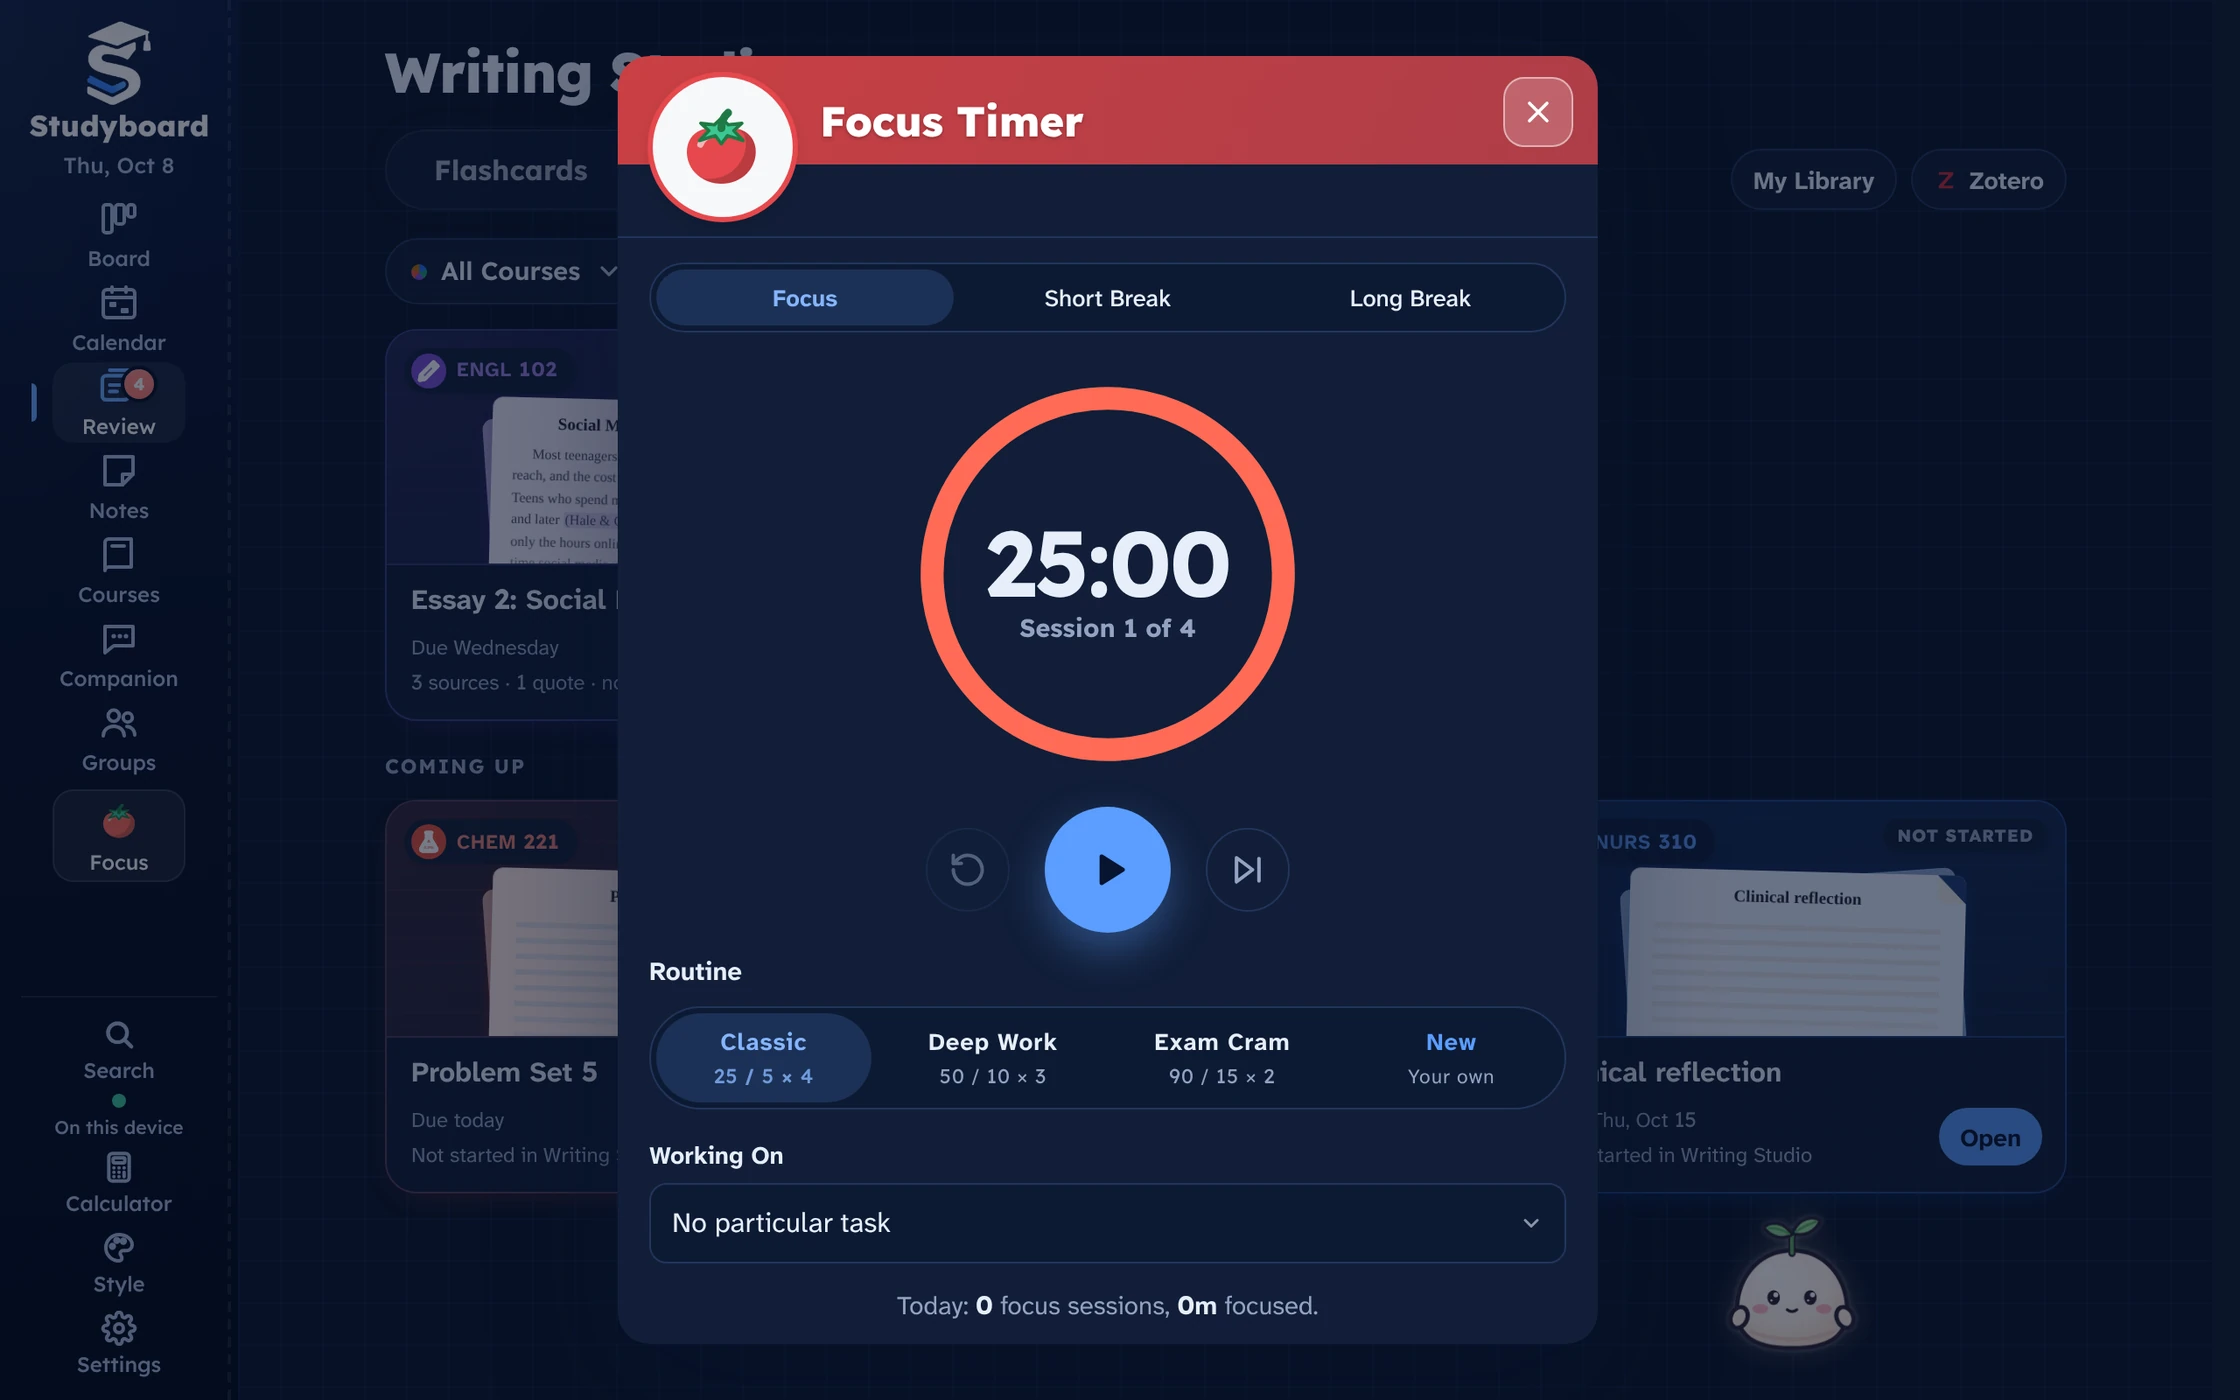 Studyboard
Thu, Oct 8
Board
Calendar
4
Review
Notes
Courses
Companion
Groups
Focus
Search
On this device
Calculator
Style
Settings
Writing
Flashcards
My Library
Z Zotero
All Courses
ENGL 102
Social
Most teenagers
reach, and the cost
Teens who spend
and later (Hale &
only the hours
Essay 2: Social
Due Wednesday
3 sources · 1 quote ·
COMING UP
CHEM 221
Problem Set 5
Due today
Not started in Writing
NURS 310
NOT STARTED
Clinical reflection
reflection
Thu, Oct 15
in Writing Studio
Open
Focus Timer
Focus
Short Break
Long Break
25:00
Session 1 of 4
Routine
Classic
25 / 5 × 4
Deep Work
50 / 10 × 3
Exam Cram
90 / 15 × 2
New
Your own
Working On
No particular task
Today: 0 focus sessions, 0m focused.